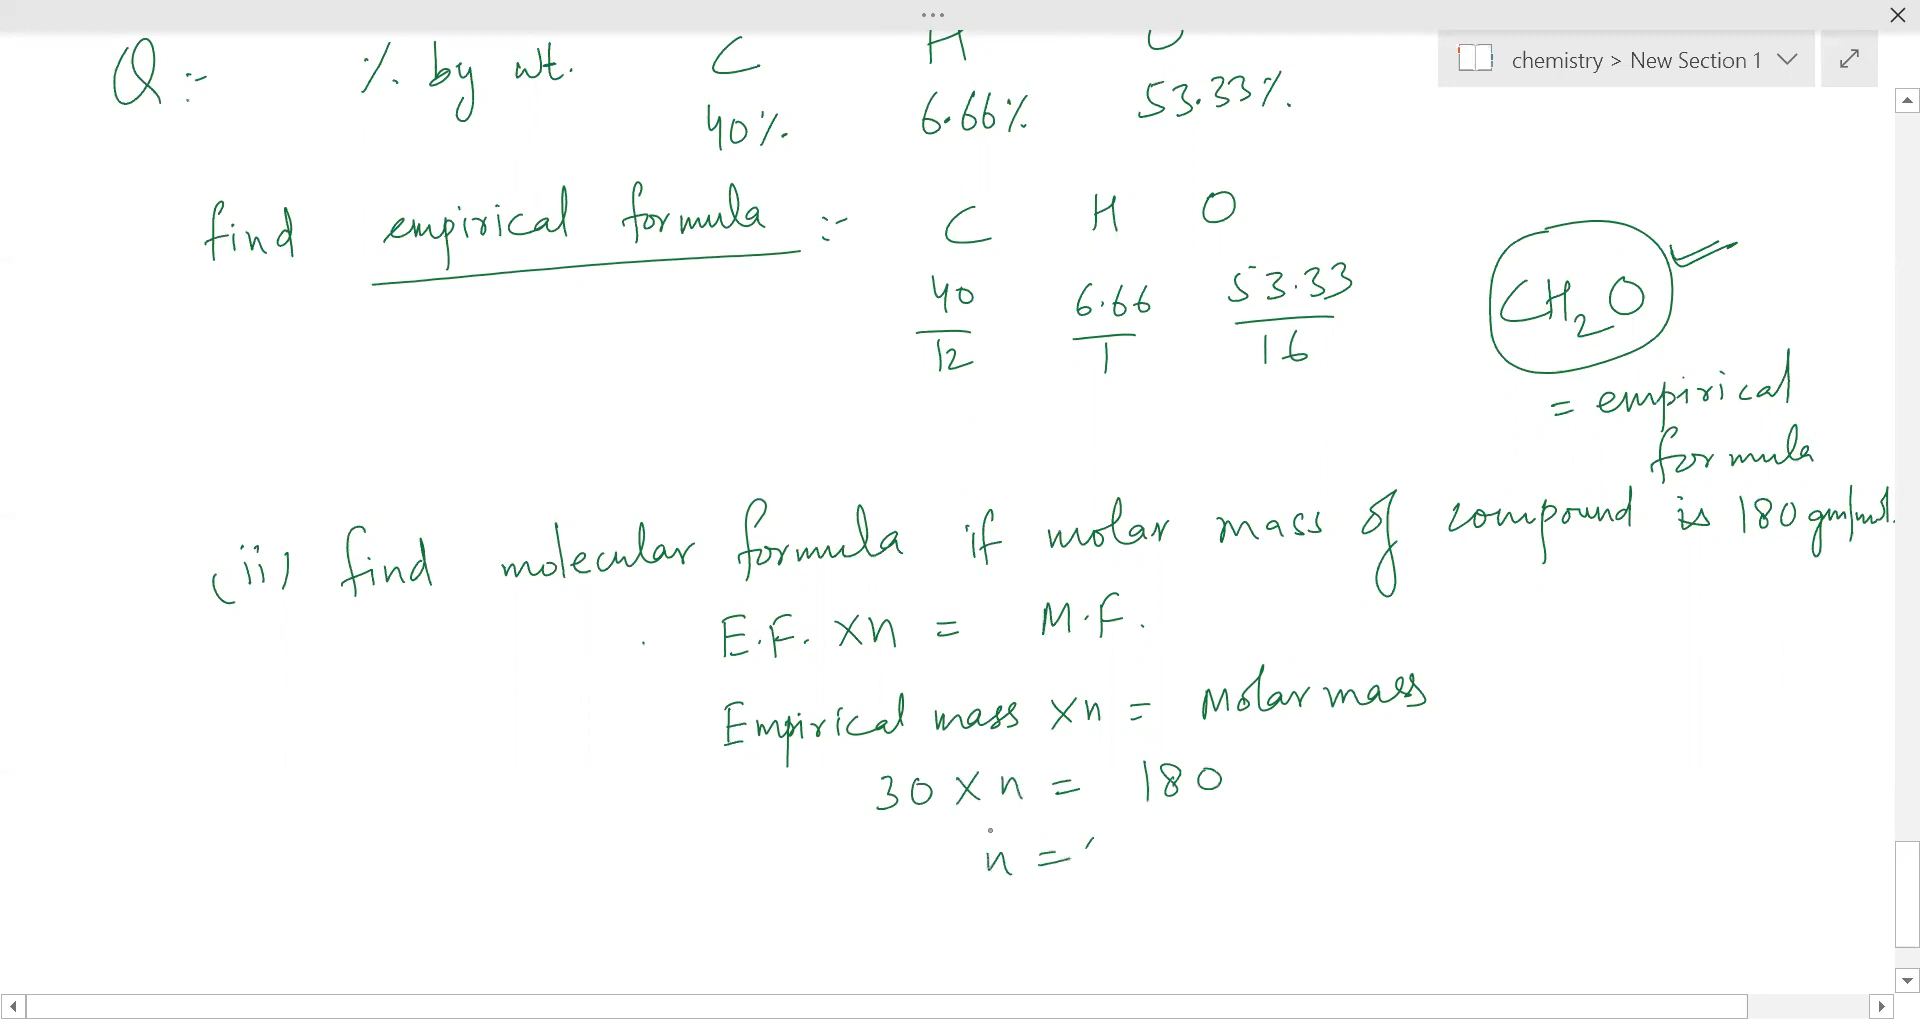 chemistry > New Section 1
Q :- % by wt. C H O
40% 6.66% 53.33%
find empirical formula :- C H O
40/12 6.66/1 53.33/16
CH₂O
= empirical
formula
(ii) find molecular formula if molar mass of compound is 180 gm/mol.
E.F. × n = M.F.
Empirical mass × n = Molar mass
30 × n = 180
n =